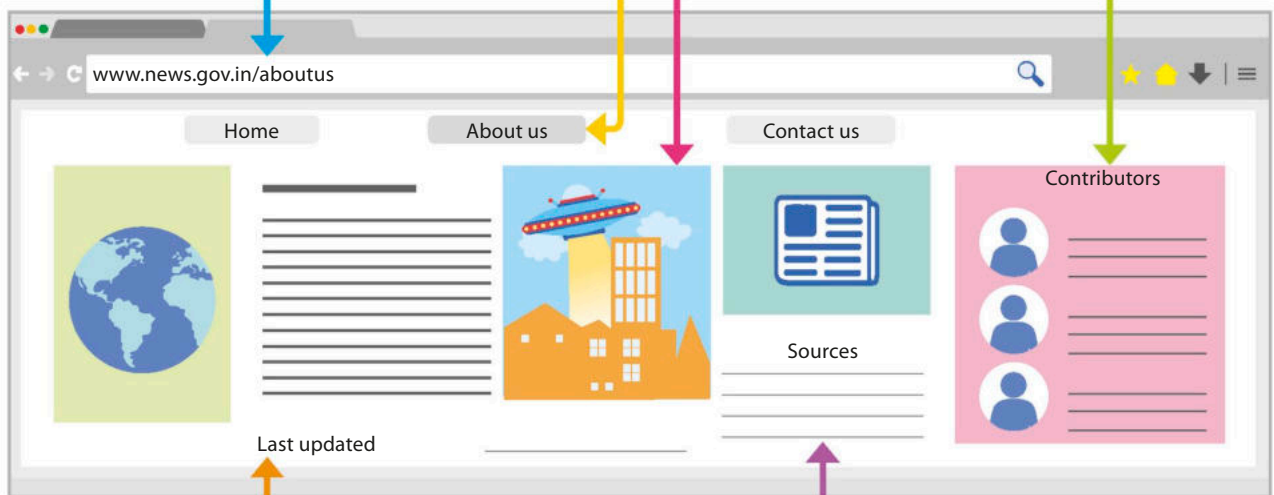 www.news.gov.in/aboutus
Home
About us
Contact us
Contributors
Sources
Last updated